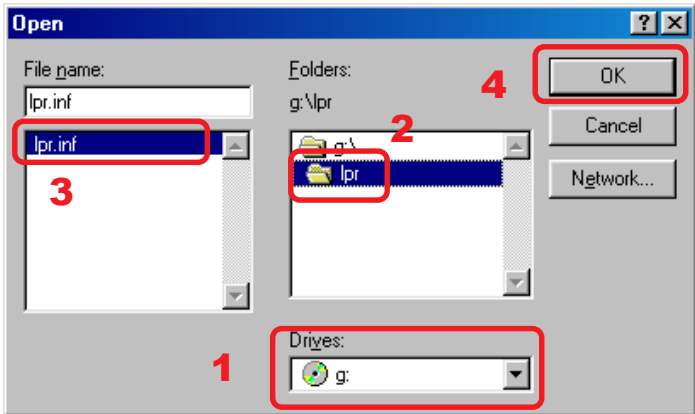 Open
File name:
lpr.inf
lpr.inf
3
Folders:
g:\lpr
2
g:\
lpr
1
Drives:
g:
4
OK
Cancel
Network...